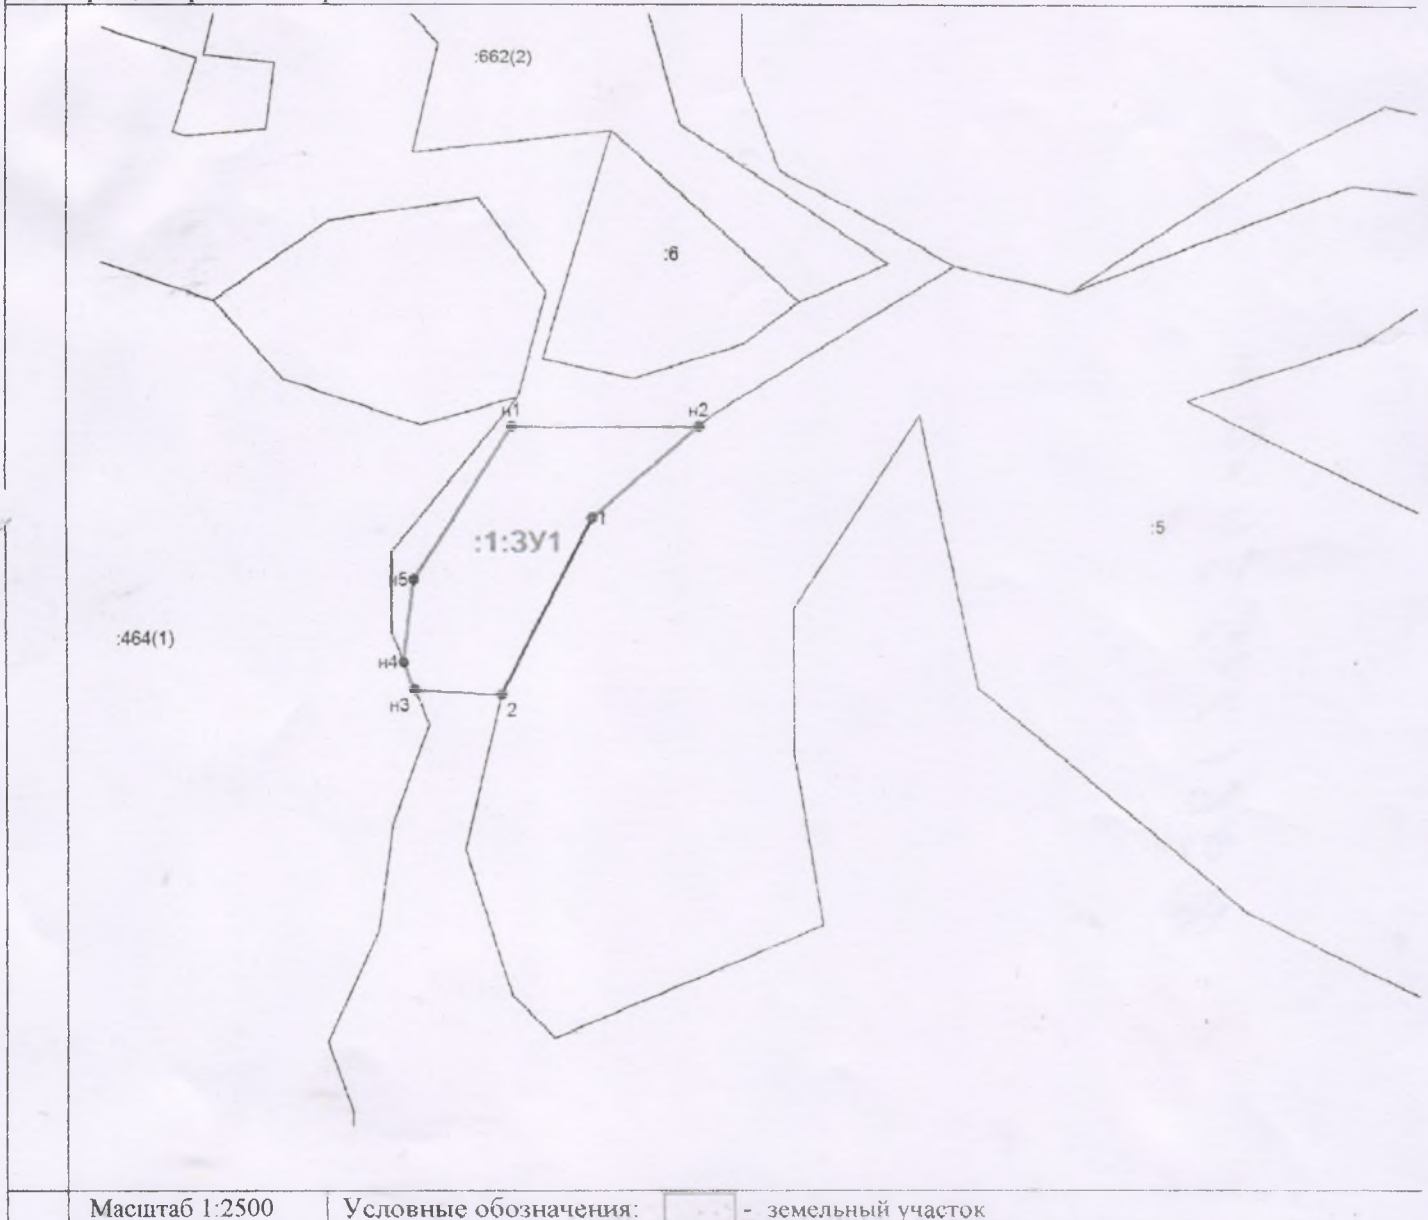 :662(2)
:6
н1
н2
1
:1:ЗУ1
:5
н5
:464(1)
н4
н3
2
Масштаб 1:2500
Условные обозначения:
- земельный участок